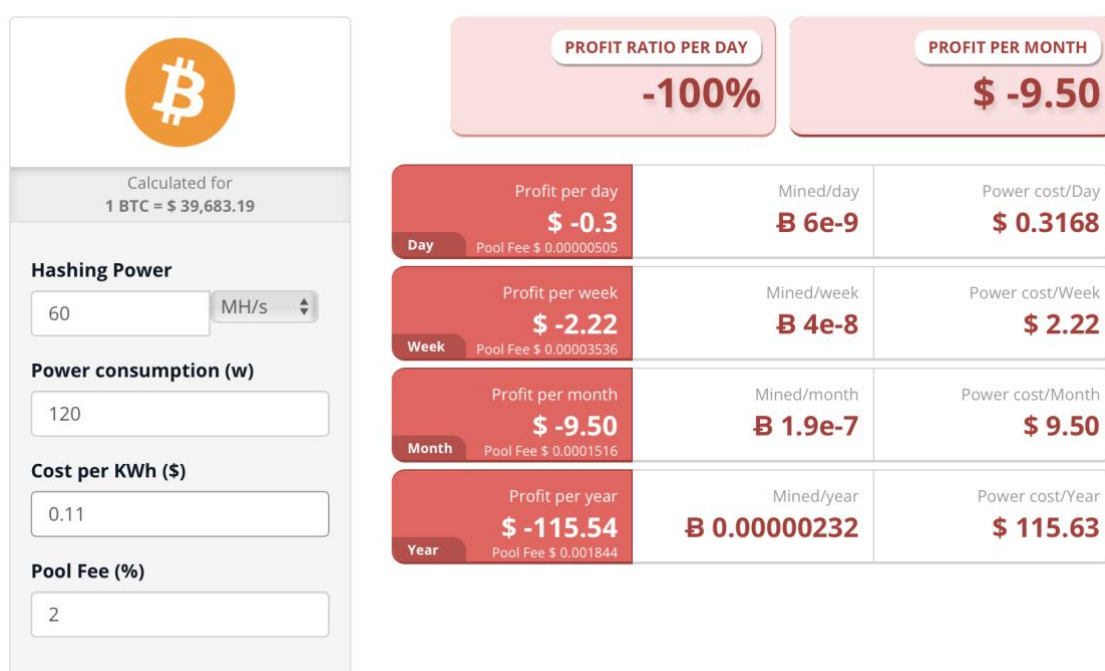 Calculated for
1 BTC = $ 39,683.19
Hashing Power
60 MH/s
Power consumption (w)
120
Cost per KWh ($)
0.11
Pool Fee (%)
2
PROFIT RATIO PER DAY
-100%
PROFIT PER MONTH
$ -9.50
Profit per day
$ -0.3
Day
Pool Fee $ 0.00000505
Mined/day
Ƀ 6e-9
Power cost/Day
$ 0.3168
Profit per week
$ -2.22
Week
Pool Fee $ 0.00003536
Mined/week
Ƀ 4e-8
Power cost/Week
$ 2.22
Profit per month
$ -9.50
Month
Pool Fee $ 0.0001516
Mined/month
Ƀ 1.9e-7
Power cost/Month
$ 9.50
Profit per year
$ -115.54
Year
Pool Fee $ 0.001844
Mined/year
Ƀ 0.00000232
Power cost/Year
$ 115.63